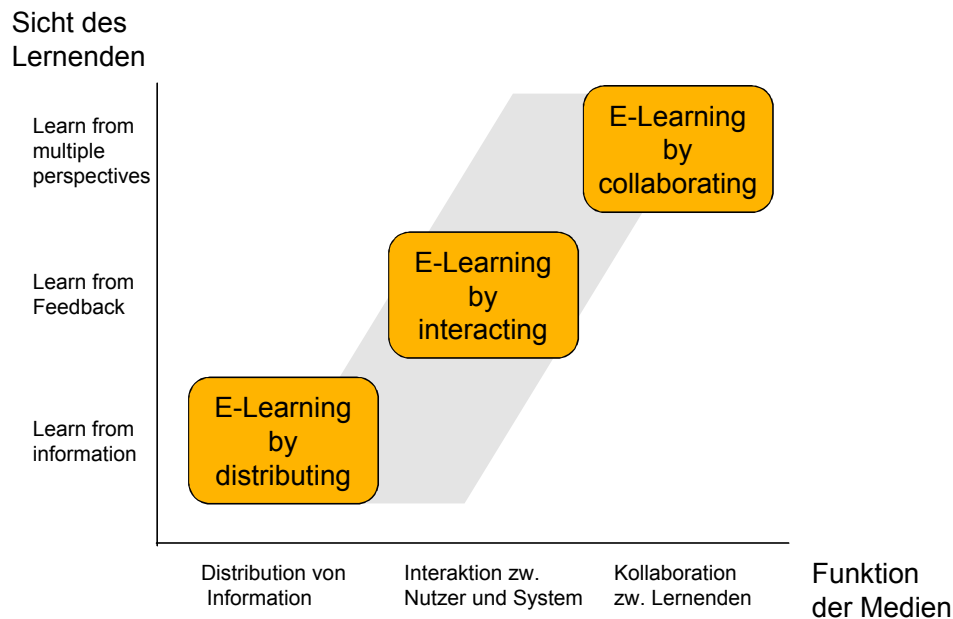 Sicht des
Lernenden
Learn from
multiple
perspectives
E-Learning
by
collaborating
Learn from
Feedback
E-Learning
by
interacting
Learn from
information
E-Learning
by
distributing
Distribution von
Information
Interaktion zw.
Nutzer und System
Kollaboration
zw. Lernenden
Funktion
der Medien